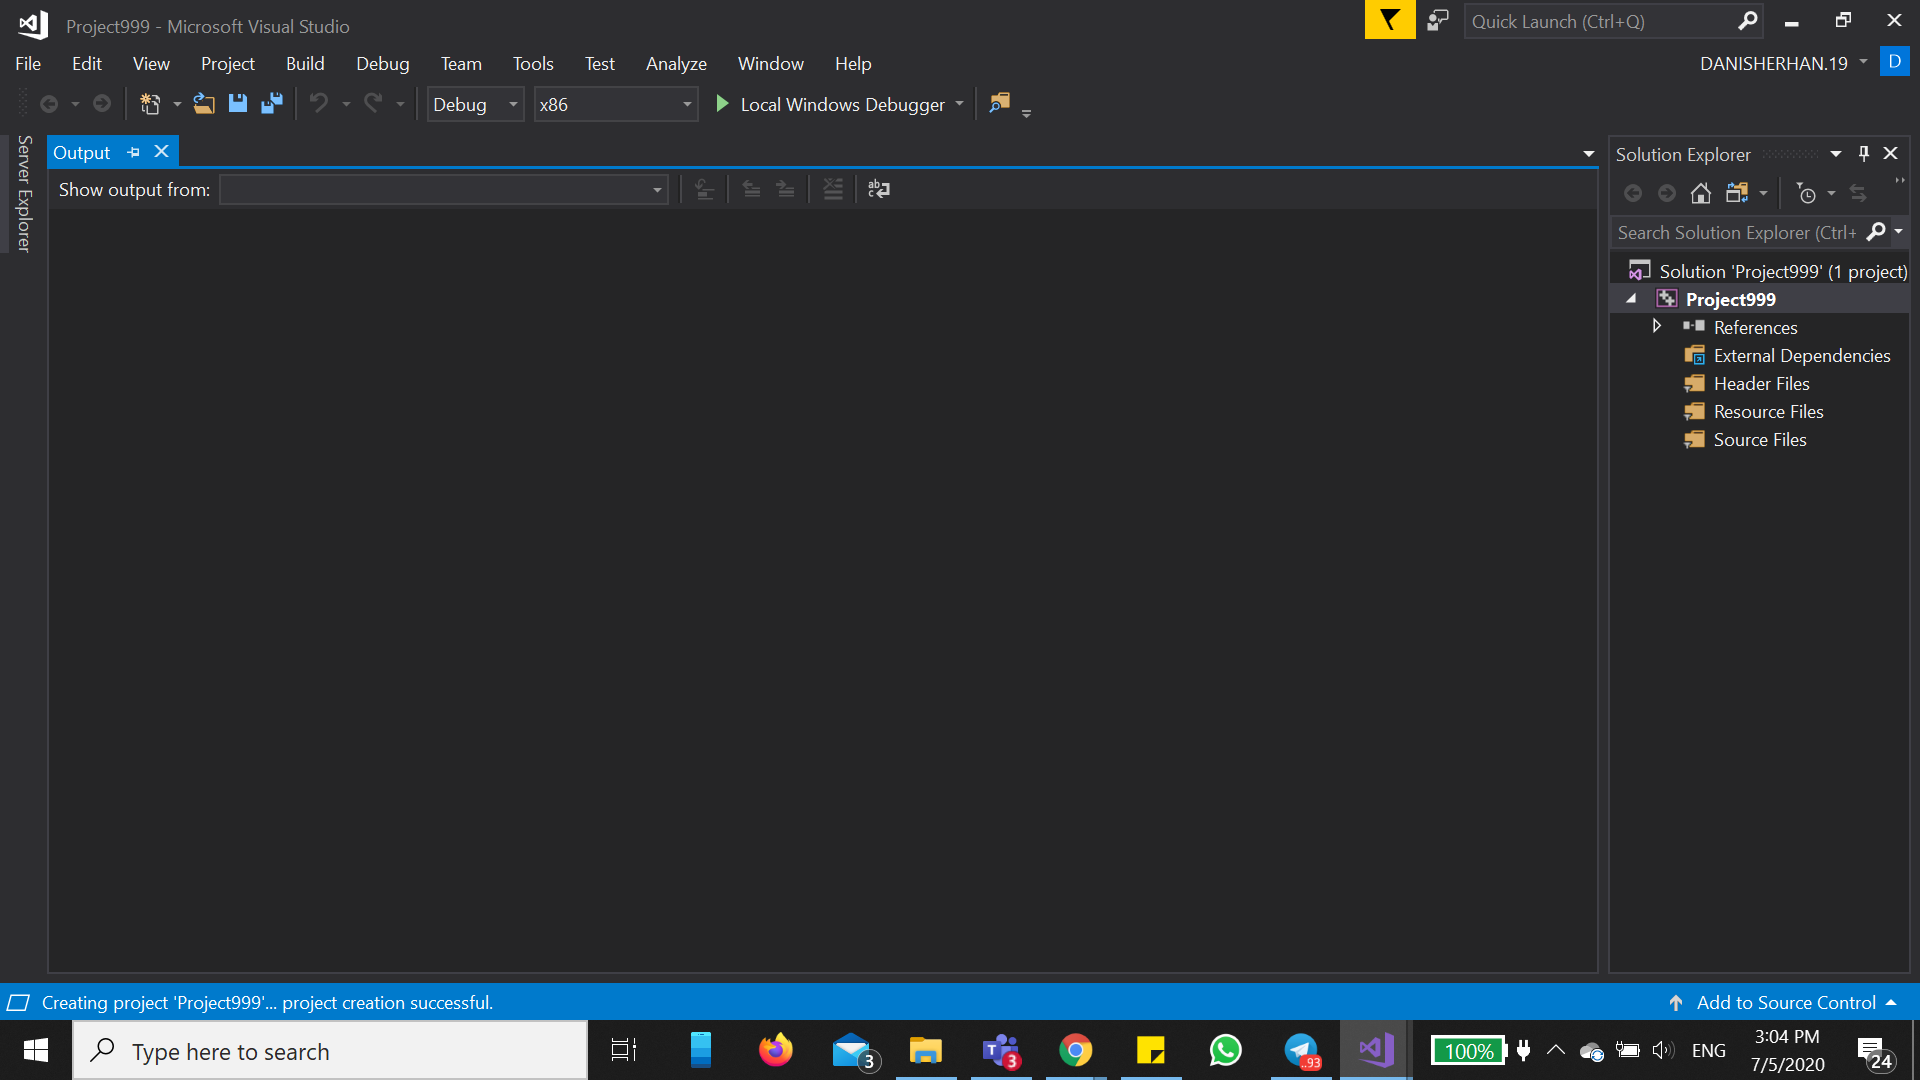 Project999 - Microsoft Visual Studio
Quick Launch (Ctrl+Q)
File Edit View Project Build Debug Team Tools Test Analyze Window Help
DANISHERHAN.19
D
Debug
x86
Local Windows Debugger
Server Explorer
Output
Show output from:
ab
c
Solution Explorer
Search Solution Explorer (Ctrl+
Solution 'Project999' (1 project)
Project999
References
External Dependencies
Header Files
Resource Files
Source Files
Creating project 'Project999'... project creation successful.
Add to Source Control
Type here to search
3
T
3
..93
100%
ENG
3:04 PM
7/5/2020
24